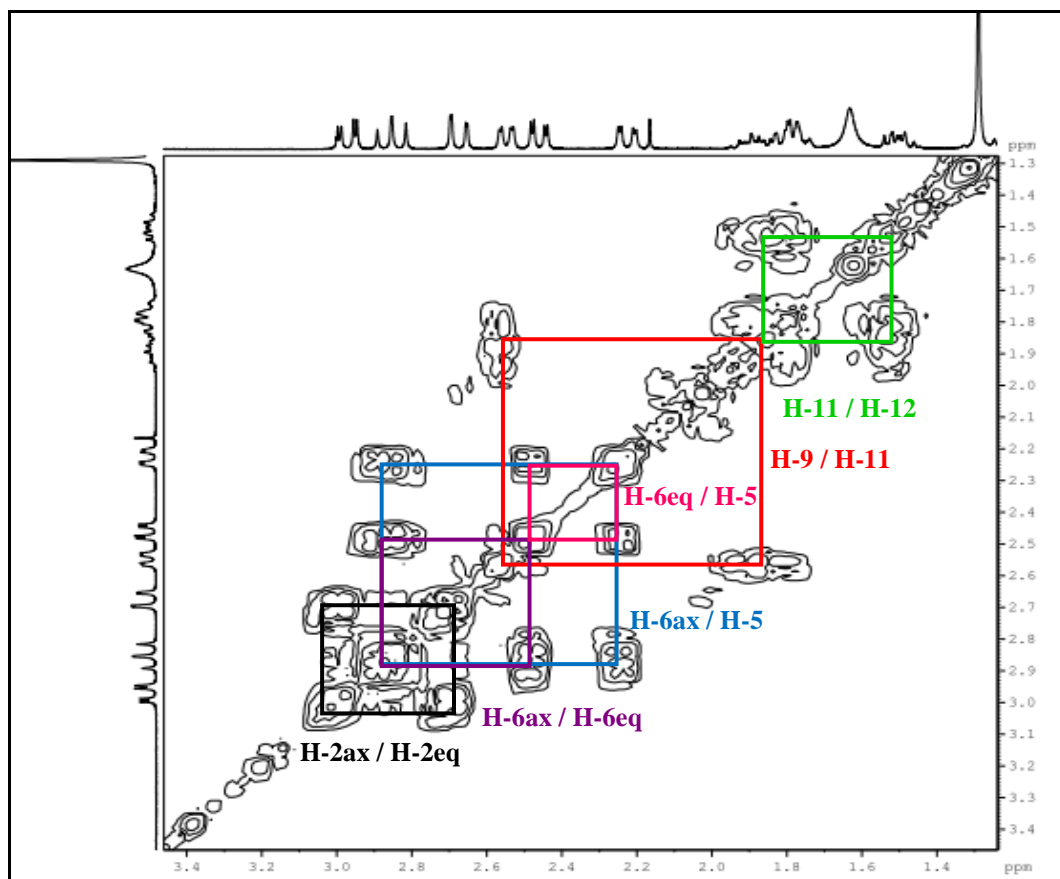 ppm
1.3
1.4
1.5
1.6
1.7
1.8
1.9
2.0
2.1
2.2
2.3
2.4
2.5
2.6
2.7
2.8
2.9
3.0
3.1
3.2
3.3
3.4
H-11 / H-12
H-9 / H-11
H-6eq / H-5
H-6ax / H-5
H-6ax / H-6eq
H-2ax / H-2eq
3.4 3.2 3.0 2.8 2.6 2.4 2.2 2.0 1.8 1.6 1.4 ppm